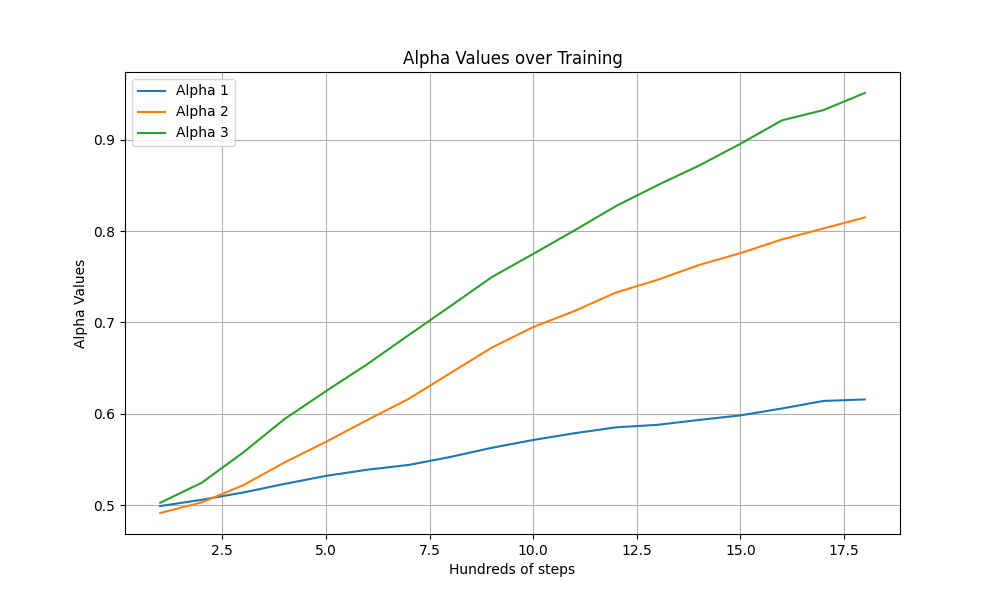 Alpha Values over Training
Alpha 1
Alpha 2
Alpha 3
Alpha Values
0.9
0.8
0.7
0.6
0.5
2.5 5.0 7.5 10.0 12.5 15.0 17.5
Hundreds of steps